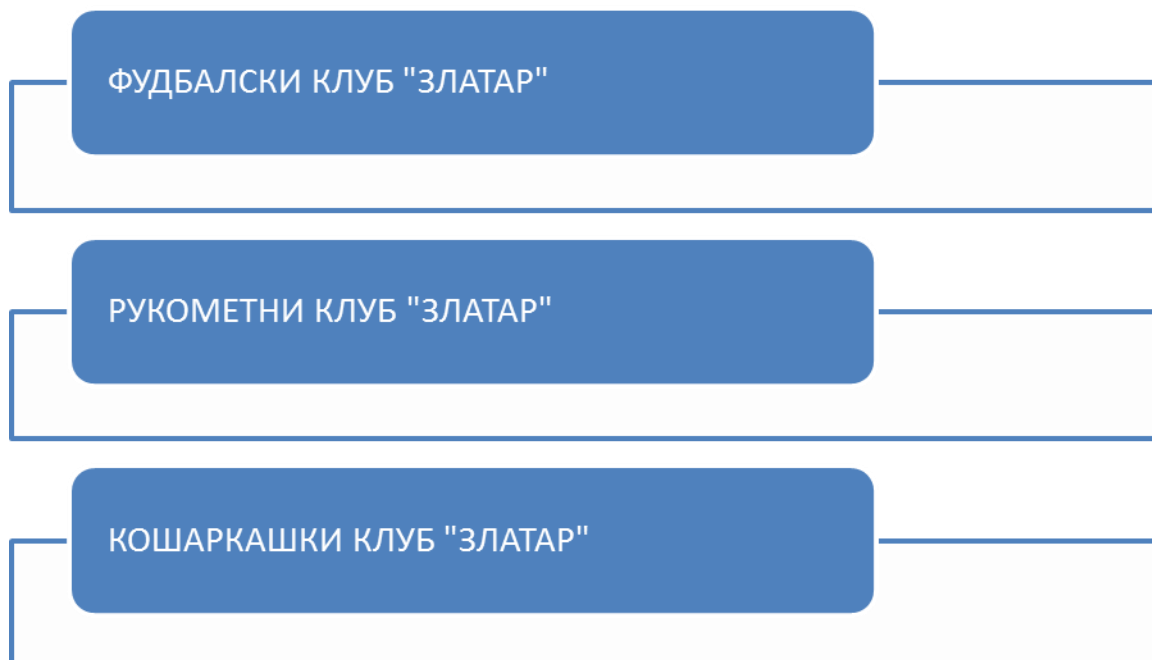 ФУДБАЛСКИ КЛУБ "ЗЛАТАР"
РУКОМЕТНИ КЛУБ "ЗЛАТАР"
КОШАРКАШКИ КЛУБ "ЗЛАТАР"